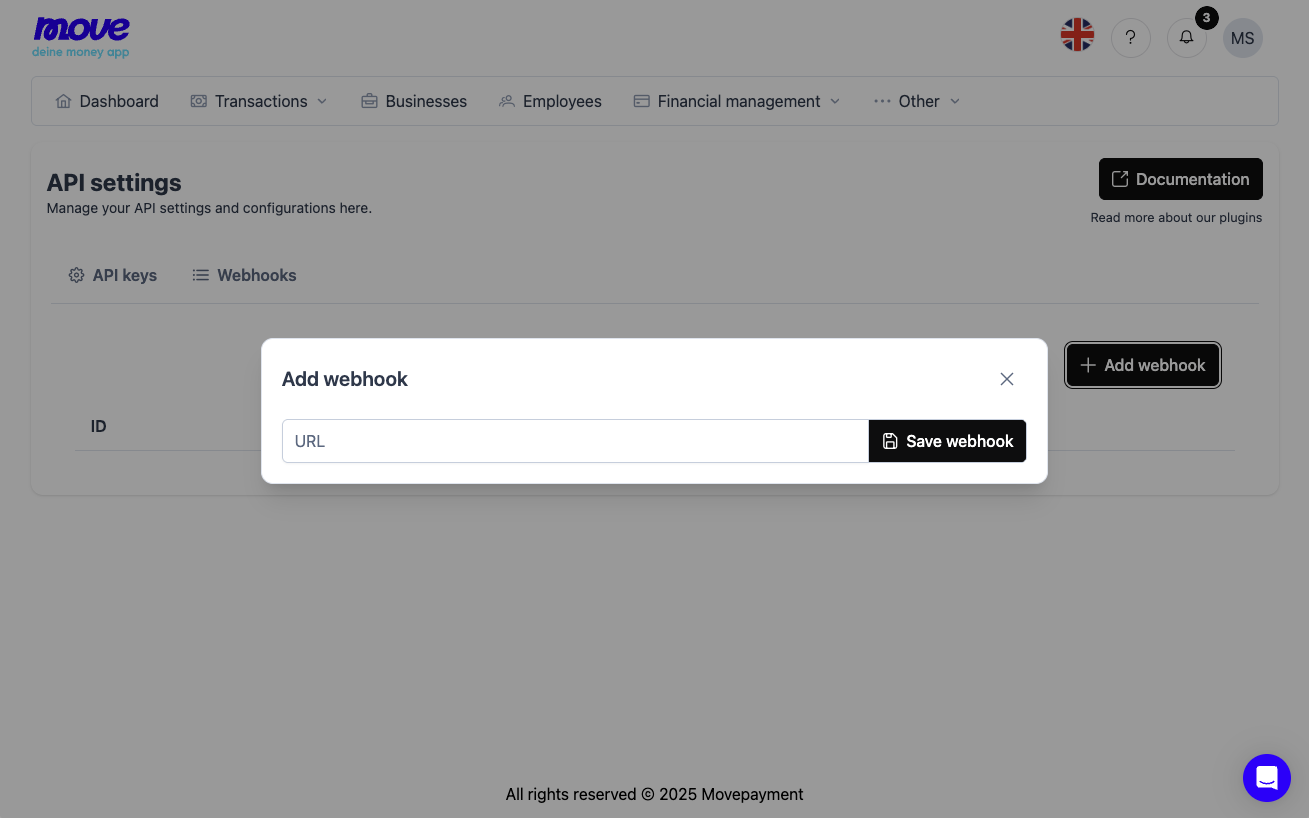 move
deine money app
?
3
MS
Dashboard
Transactions
Businesses
Employees
Financial management
Other
API settings
Manage your API settings and configurations here.
Documentation
Read more about our plugins
API keys
Webhooks
Add webhook
ID
Add webhook
URL
Save webhook
All rights reserved © 2025 Movepayment